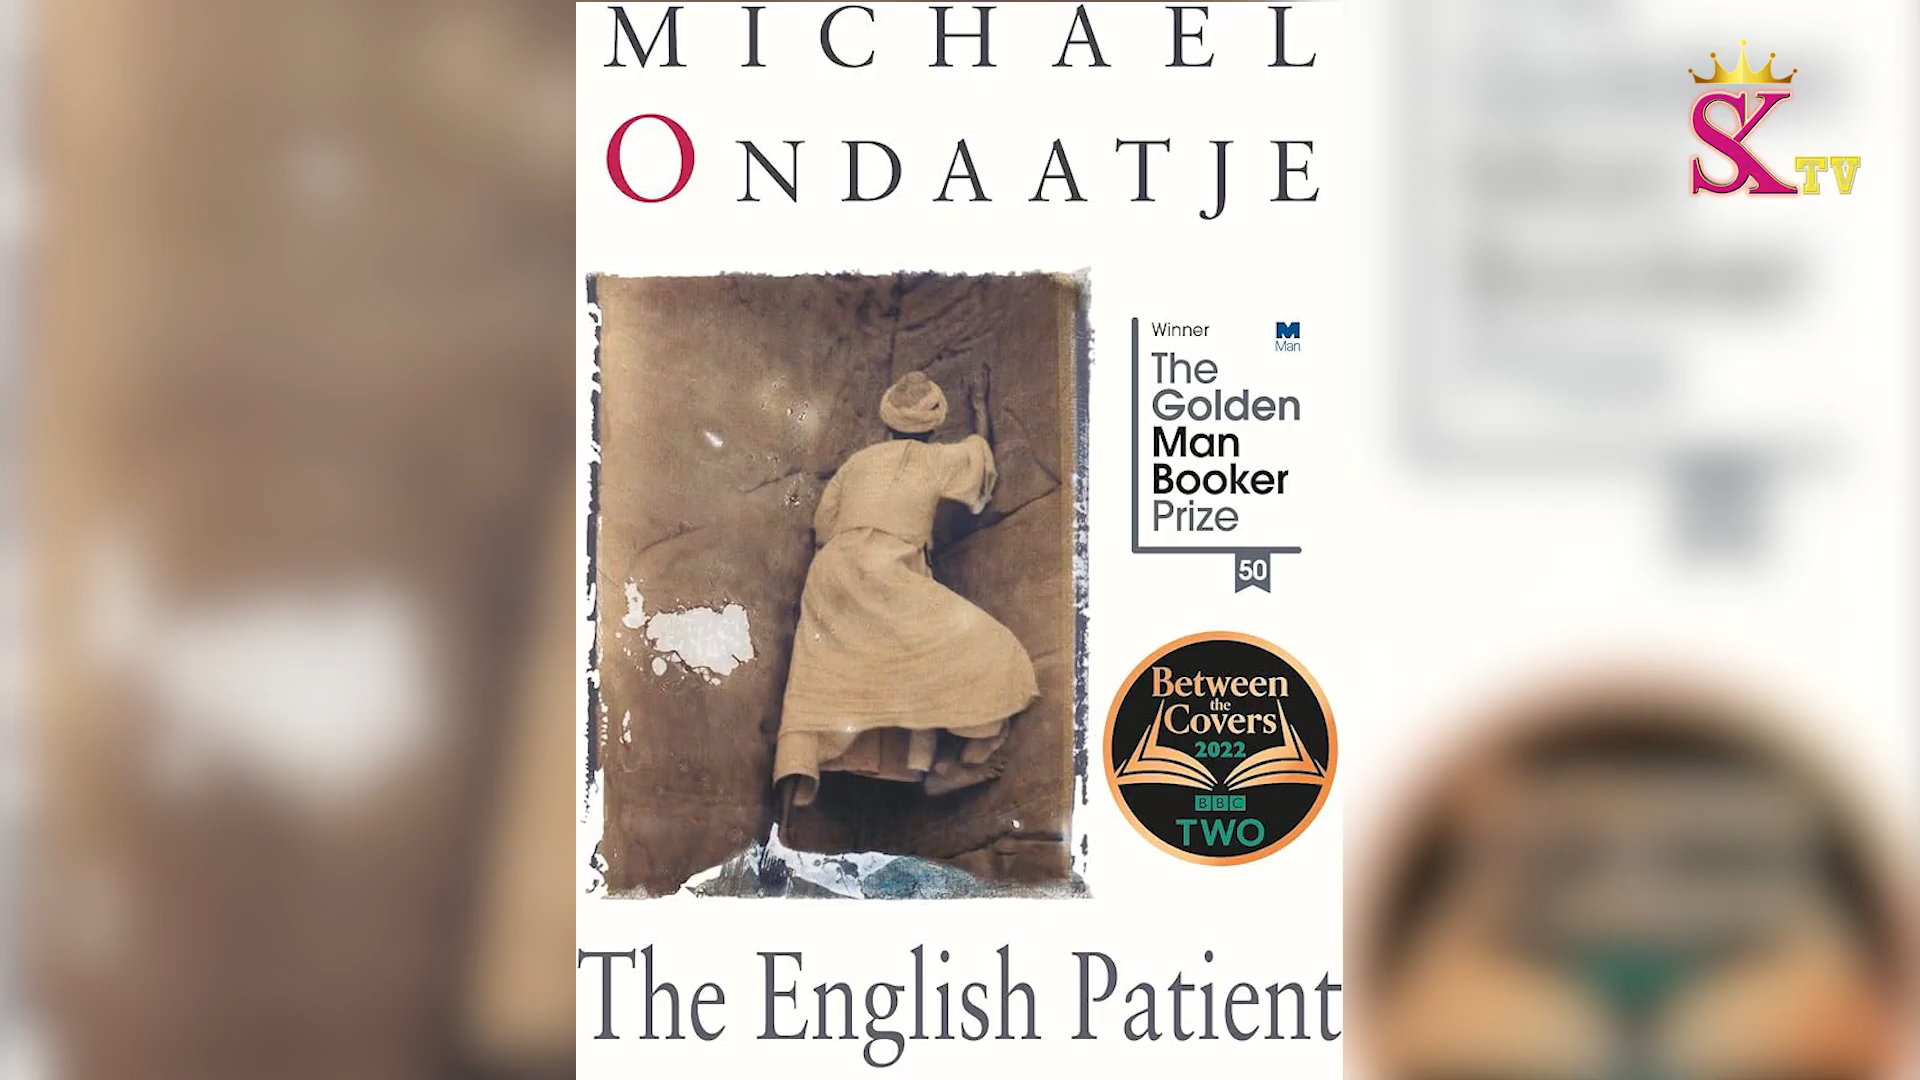 MICHAEL
ONDAATJE
SK TV
Winner
M
Man
The
Golden
Man
Booker
Prize
50
Between
the
Covers
2022
BBC
TWO
The English Patient